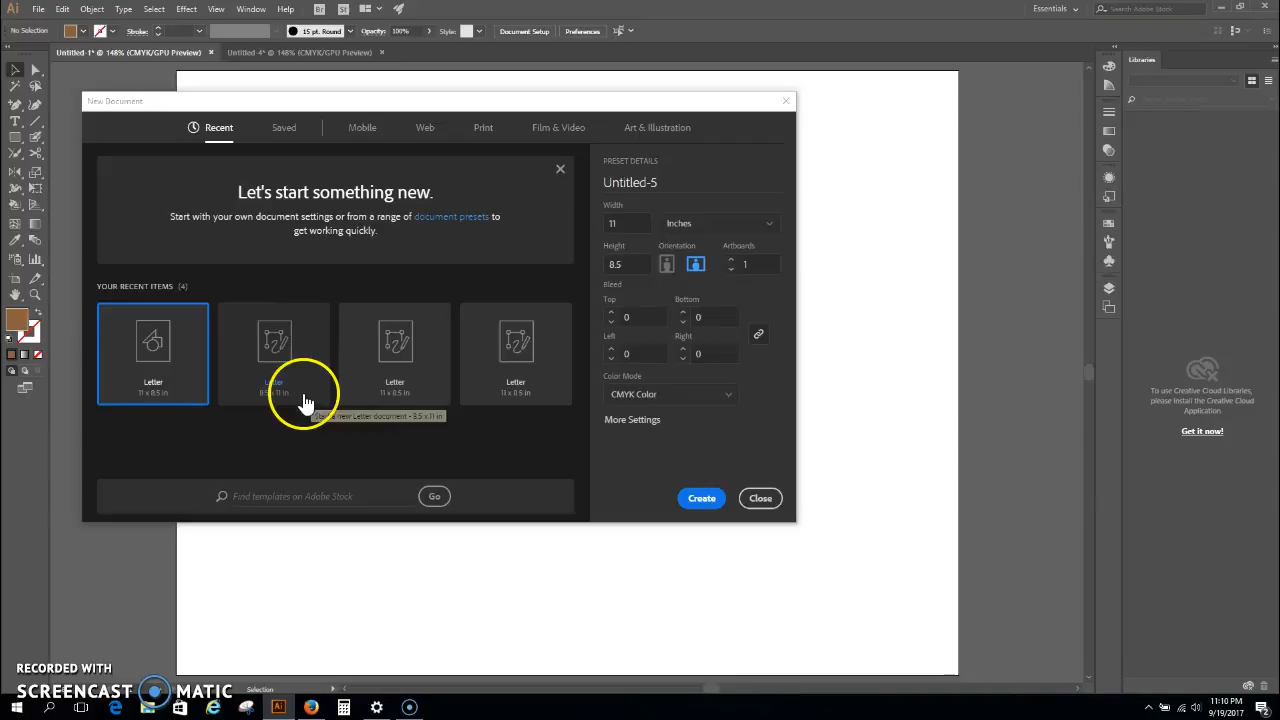 Ai File Edit Object Type Select Effect View Window Help Br St Essentials Search Adobe Stock
No Selection Stroke: 15 pt. Round Opacity: 100% Style: Document Setup Preferences
Untitled-1* @ 148% (CMYK/GPU Preview) × Untitled-4* @ 148% (CMYK/GPU Preview) ×
Libraries
New Document
Recent Saved Mobile Web Print Film & Video Art & Illustration
Let's start something new.
Start with your own document settings or from a range of document presets to
get working quickly.
YOUR RECENT ITEMS (4)
Letter
11 x 8.5 in
Letter
8.5 x 11 in
Letter
11 x 8.5 in
Letter
11 x 8.5 in
Start a new Letter document - 8.5 x 11 in
Find templates on Adobe Stock Go
PRESET DETAILS
Untitled-5
Width
11 Inches
Height Orientation Artboards
8.5 1
Bleed
Top Bottom
0 0
Left Right
0 0
Color Mode
CMYK Color
More Settings
Create Close
To use Creative Cloud Libraries,
please install the Creative Cloud
Application
Get it now!
Selection
RECORDED WITH
SCREENCAST MATIC
11:10 PM
9/19/2017